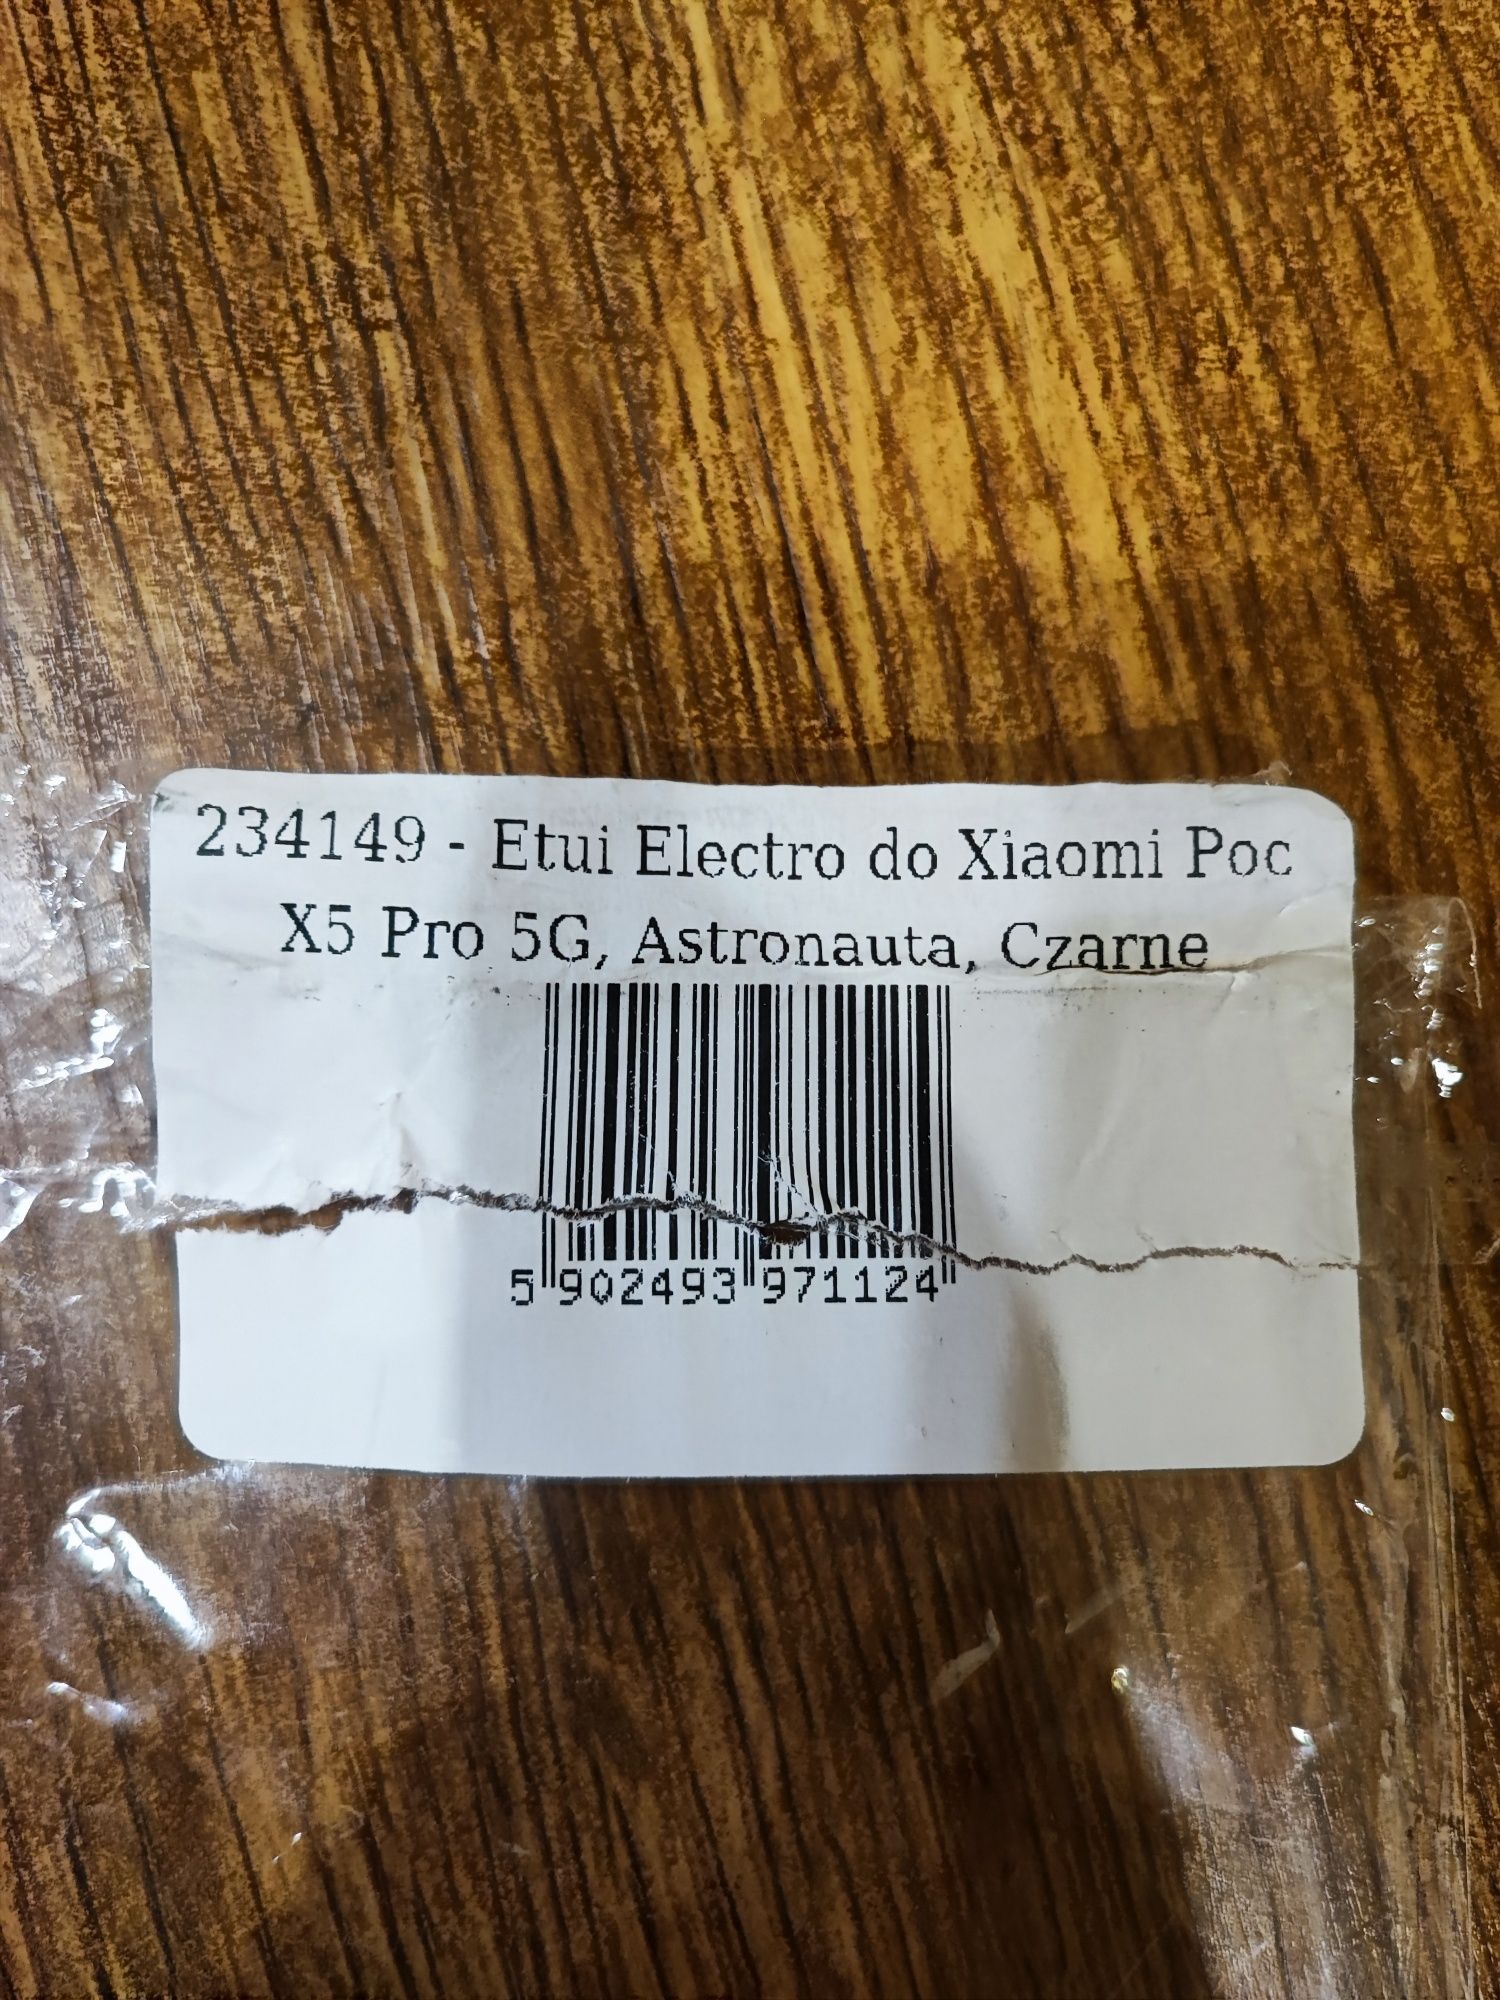 234149 - Etui Electro do Xiaomi Poc
X5 Pro 5G, Astronauta, Czarne
5 902493 971124